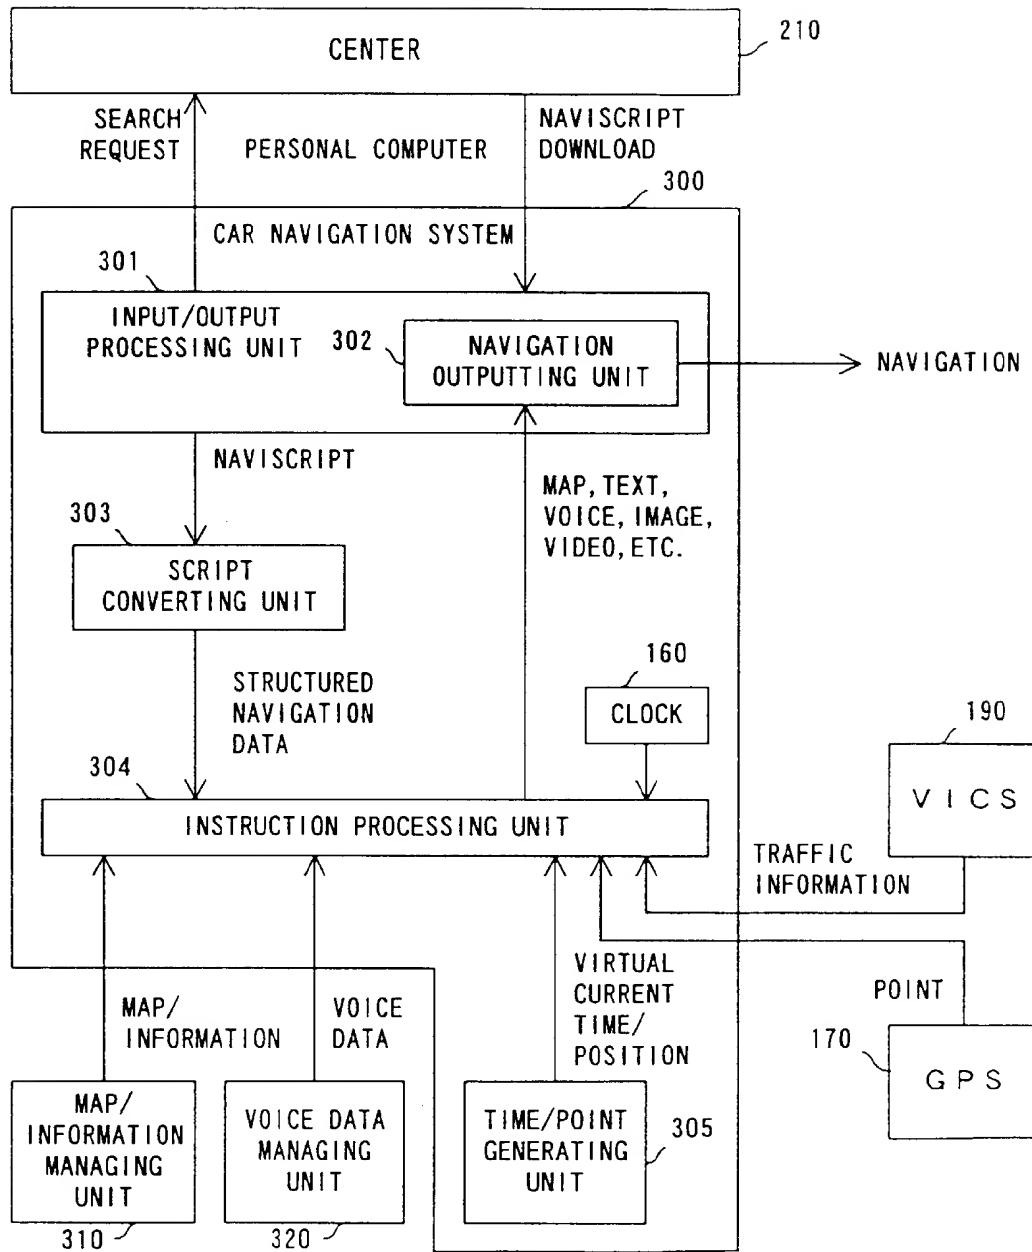 CENTER
210
SEARCH
REQUEST
PERSONAL COMPUTER
NAVISCRIPT
DOWNLOAD
300
CAR NAVIGATION SYSTEM
301
INPUT/OUTPUT
PROCESSING UNIT
302
NAVIGATION
OUTPUTTING UNIT
NAVIGATION
NAVISCRIPT
MAP, TEXT,
VOICE, IMAGE,
VIDEO, ETC.
303
SCRIPT
CONVERTING UNIT
STRUCTURED
NAVIGATION
DATA
160
CLOCK
190
VICS
304
INSTRUCTION PROCESSING UNIT
TRAFFIC
INFORMATION
MAP/
INFORMATION
VOICE
DATA
VIRTUAL
CURRENT
TIME/
POSITION
POINT
170
GPS
MAP/
INFORMATION
MANAGING
UNIT
310
VOICE DATA
MANAGING
UNIT
320
TIME/POINT
GENERATING
UNIT
305